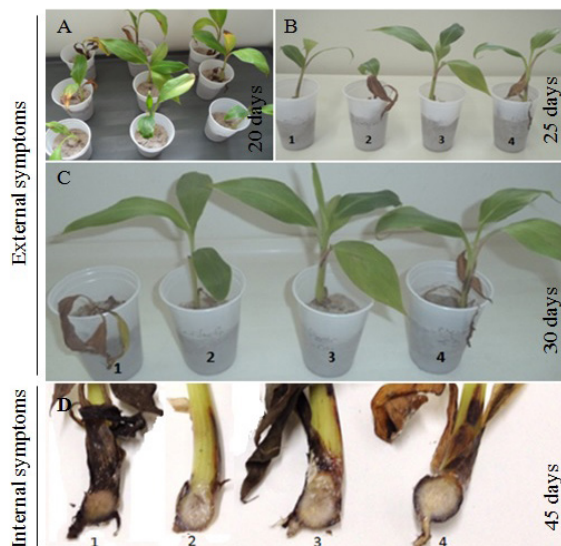 External symptoms
A
20 days
B
1
2
3
4
25 days
C
1
2
3
4
30 days
Internal symptoms
D
1
2
3
4
45 days